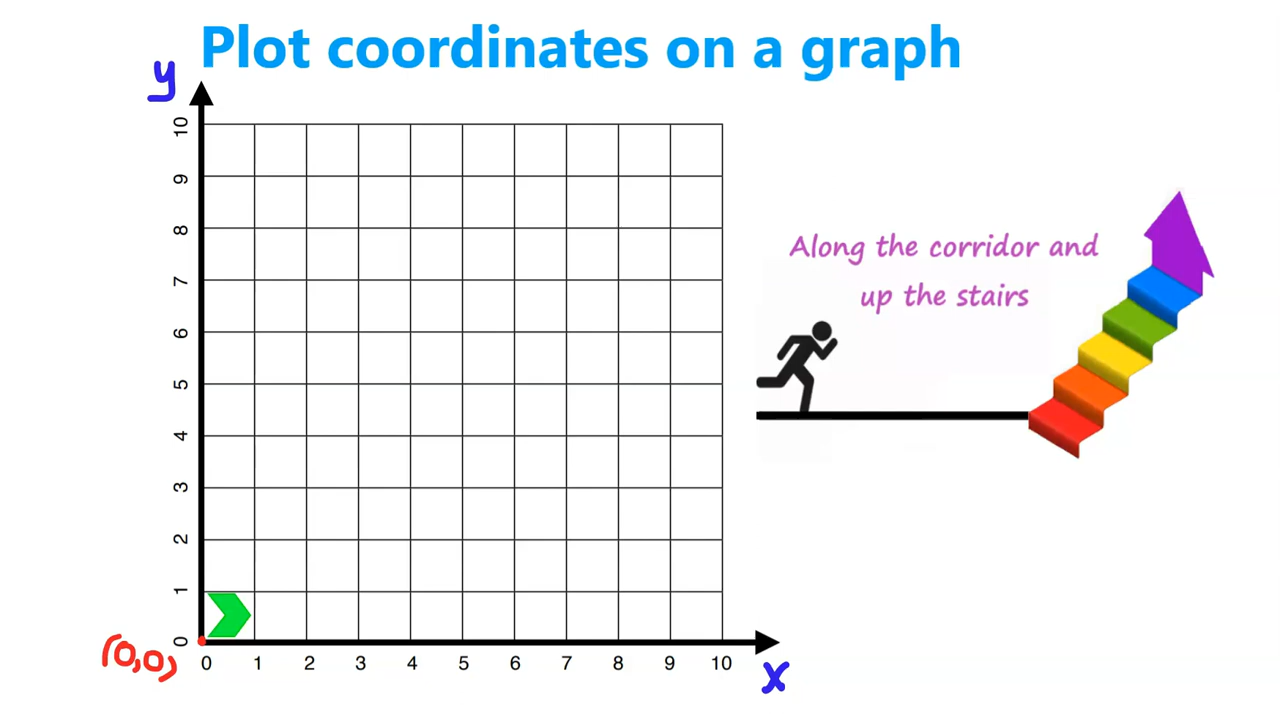 Plot coordinates on a graph
y
10
9
8
7
6
5
4
3
2
1
0
Along the corridor and
up the stairs
(0,0)
0 1 2 3 4 5 6 7 8 9 10
x